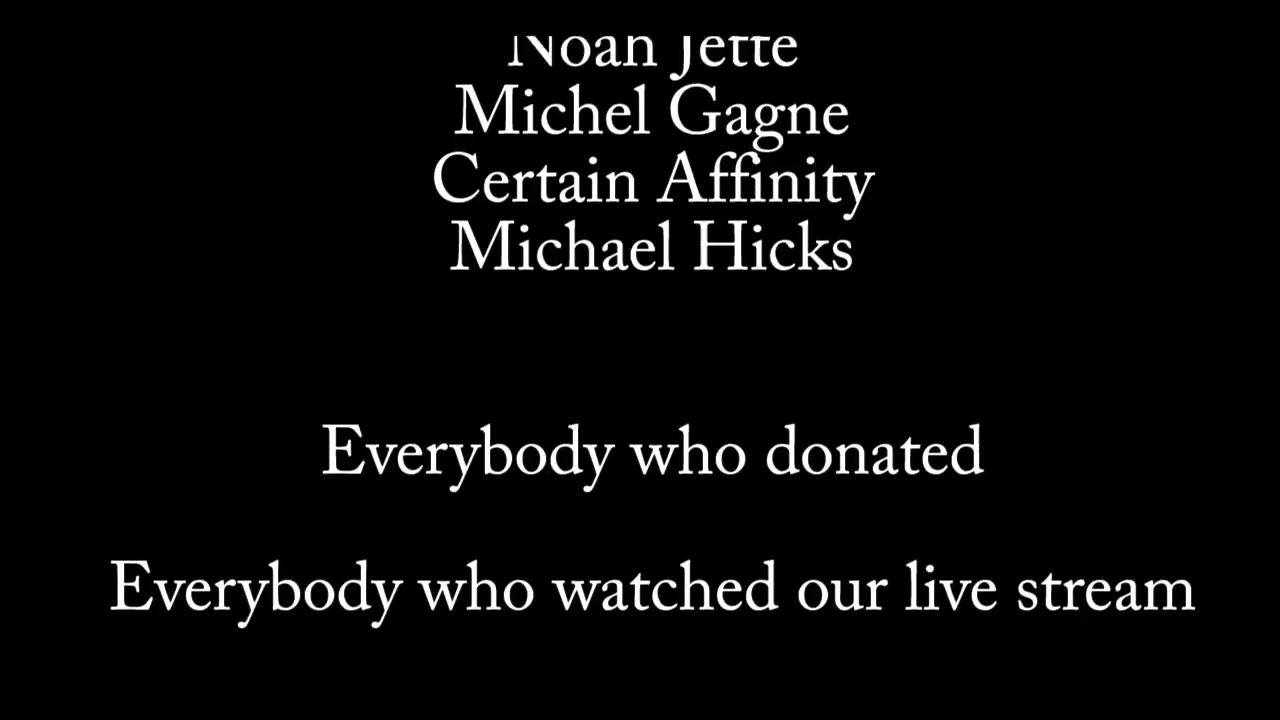 Noah Jette
Michel Gagne
Certain Affinity
Michael Hicks
Everybody who donated
Everybody who watched our live stream